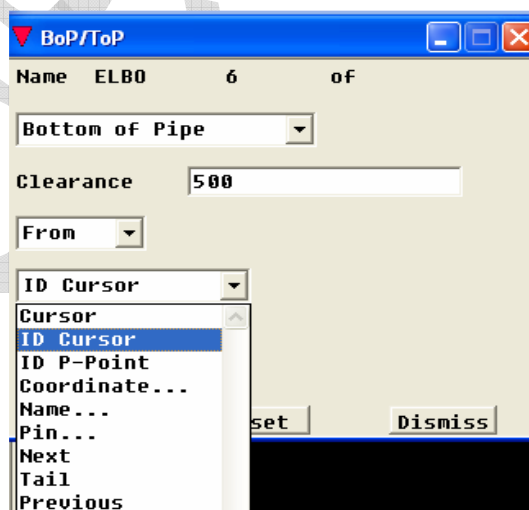 BoP/ToP
Name ELBO 6 of
Bottom of Pipe
Clearance 500
From
ID Cursor
Cursor
ID Cursor
ID P-Point
Coordinate...
Name...
Pin...
set Dismiss
Next
Tail
Previous